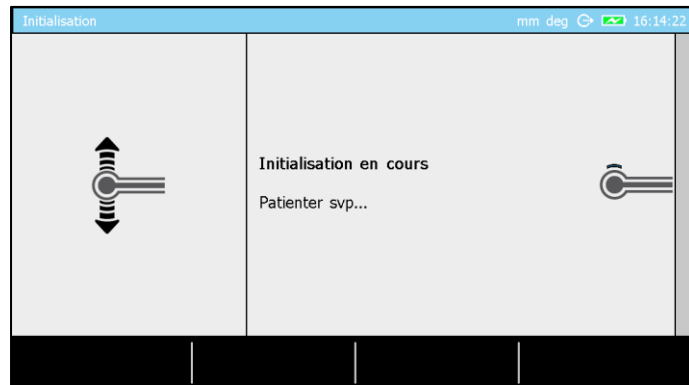 Initialisation
mm deg 16:14:22
Initialisation en cours
Patienter svp...